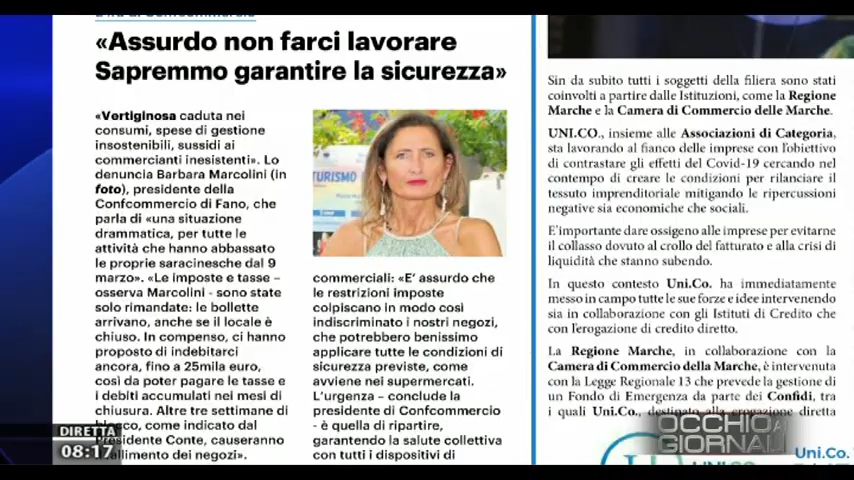 «Assurdo non farci lavorare
Sapremmo garantire la sicurezza»
«Vertiginosa caduta nei
consumi, spese di gestione
insostenibili, sussidi ai
commercianti inesistenti». Lo
denuncia Barbara Marcolini (in
foto), presidente della
Confcommercio di Fano, che
parla di «una situazione
drammatica, per tutte le
attività che hanno abbassato
le proprie saracinesche dal 9
marzo». «Le imposte e tasse –
osserva Marcolini - sono state
solo rimandate: le bollette
arrivano, anche se il locale è
chiuso. In compenso, ci hanno
proposto di indebitarci
ancora, fino a 25mila euro,
così da poter pagare le tasse e
i debiti accumulati nei mesi di
chiusura. Altre tre settimane di
come indicato dal
Presidente Conte, causeranno
fallimento dei negozi».
TURISMO
commerciali: «E' assurdo che
le restrizioni imposte
colpiscano in modo così
indiscriminato i nostri negozi,
che potrebbero benissimo
applicare tutte le condizioni di
sicurezza previste, come
avviene nei supermercati.
L'urgenza – conclude la
presidente di Confcommercio
- è quella di ripartire,
garantendo la salute collettiva
con tutti i dispositivi di
Sin da subito tutti i soggetti della filiera sono stati
coinvolti a partire dalle Istituzioni, come la Regione
Marche e la Camera di Commercio delle Marche.
UNI.CO., insieme alle Associazioni di Categoria,
sta lavorando al fianco delle imprese con l'obiettivo
di contrastare gli effetti del Covid-19 cercando nel
contempo di creare le condizioni per rilanciare il
tessuto imprenditoriale mitigando le ripercussioni
negative sia economiche che sociali.
E'importante dare ossigeno alle imprese per evitarne
il collasso dovuto al crollo del fatturato e alla crisi di
liquidità che stanno subendo.
In questo contesto Uni.Co. ha immediatamente
messo in campo tutte le sue forze e idee intervenendo
sia in collaborazione con gli Istituti di Credito che
con l'erogazione di credito diretto.
La Regione Marche, in collaborazione con la
Camera di Commercio della Marche, è intervenuta
con la Legge Regionale 13 che prevede la gestione di
un Fondo di Emergenza da parte dei Confidi, tra
i quali Uni.Co., destinato alla erogazione diretta
Uni.Co.
DIRETTA
08:17
OCCHIO AI
GIORNALI